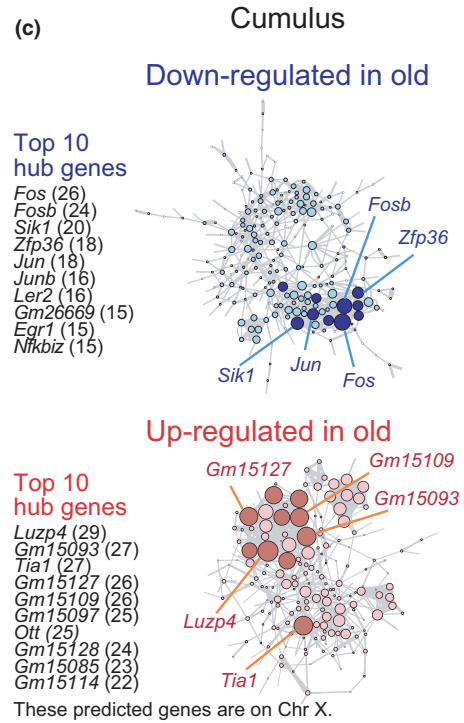 (c)
Cumulus
Down-regulated in old
Top 10
hub genes
Fos (26)
Fosb (24)
Sik1 (20)
Zfp36 (18)
Jun (18)
Junb (16)
Ler2 (16)
Gm26669 (15)
Egr1 (15)
Nfkbiz (15)
Fosb
Zfp36
Sik1
Jun
Fos
Up-regulated in old
Top 10
hub genes
Luzp4 (29)
Gm15093 (27)
Tia1 (27)
Gm15127 (26)
Gm15109 (26)
Gm15097 (25)
Ott (25)
Gm15128 (24)
Gm15085 (23)
Gm15114 (22)
Gm15127
Gm15109
Gm15093
Luzp4
Tia1
These predicted genes are on Chr X.